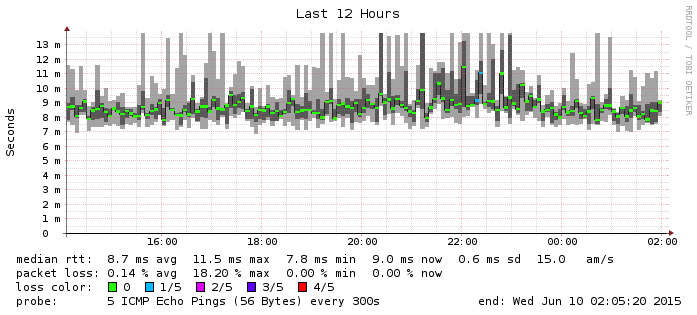 Last 12 Hours
RRDTOOL / TOBI OETIKER
Seconds
13 m
12 m
11 m
10 m
9 m
8 m
7 m
6 m
5 m
4 m
3 m
2 m
1 m
0
16:00 18:00 20:00 22:00 00:00 02:00
median rtt: 8.7 ms avg 11.5 ms max 7.8 ms min 9.0 ms now 0.6 ms sd 15.0 am/s
packet loss: 0.14 % avg 18.20 % max 0.00 % min 0.00 % now
loss color: 0 1/5 2/5 3/5 4/5
probe: 5 ICMP Echo Pings (56 Bytes) every 300s end: Wed Jun 10 02:05:20 2015